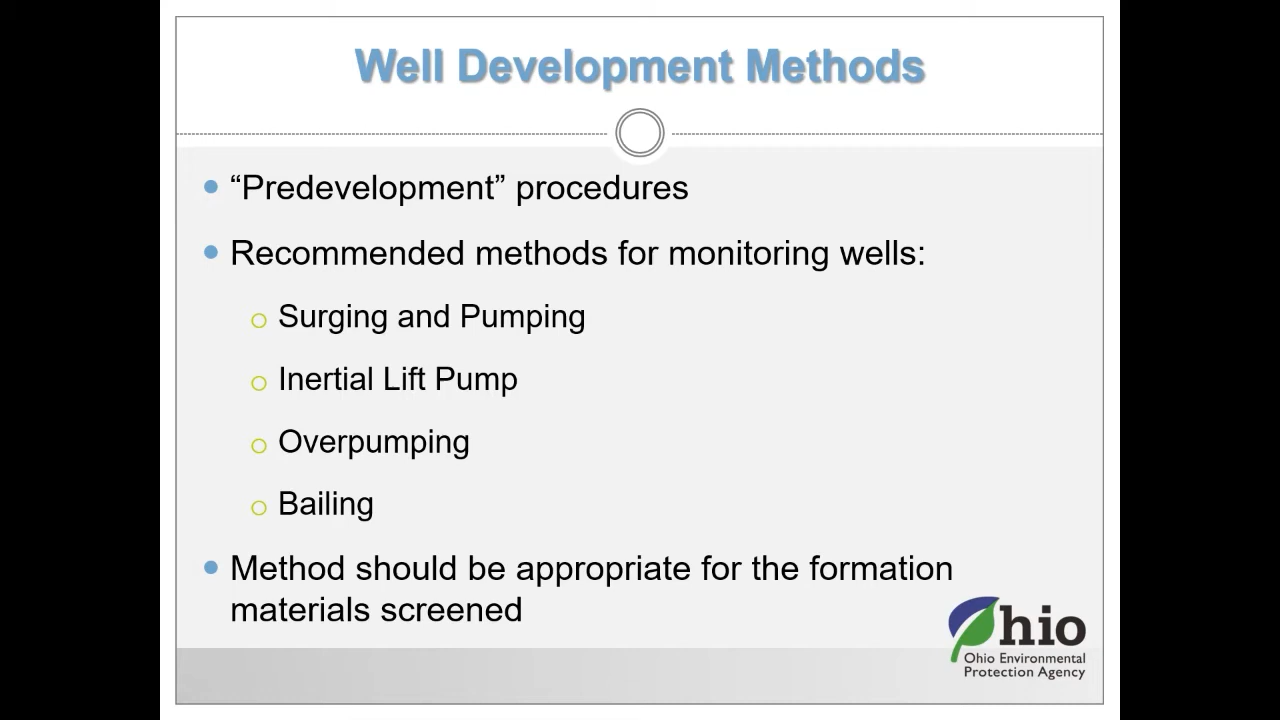 Well Development Methods
“Predevelopment” procedures
Recommended methods for monitoring wells:
Surging and Pumping
Inertial Lift Pump
Overpumping
Bailing
Method should be appropriate for the formation
materials screened
Ohio
Ohio Environmental
Protection Agency